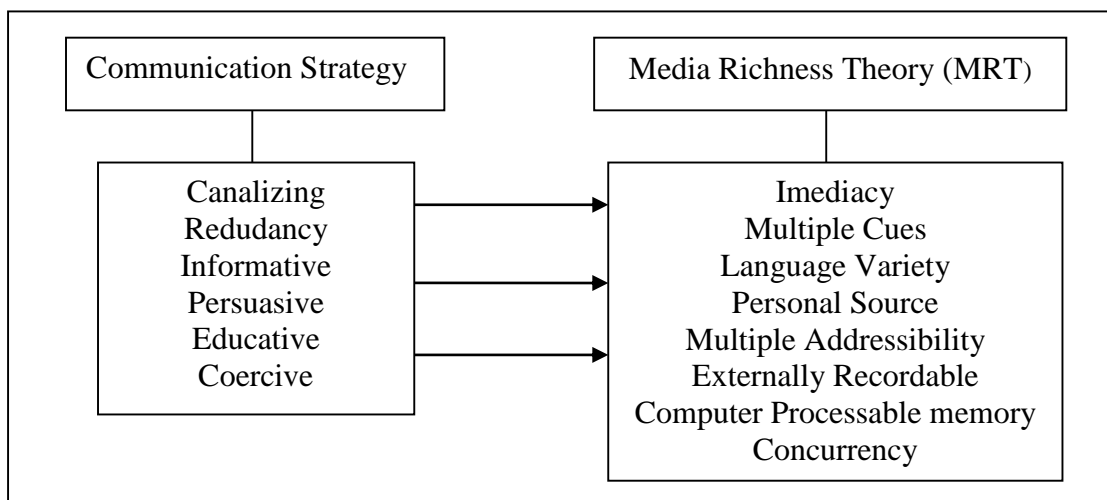 Communication Strategy
Media Richness Theory (MRT)
Canalizing
Redudancy
Informative
Persuasive
Educative
Coercive
Imediacy
Multiple Cues
Language Variety
Personal Source
Multiple Addressibility
Externally Recordable
Computer Processable memory
Concurrency